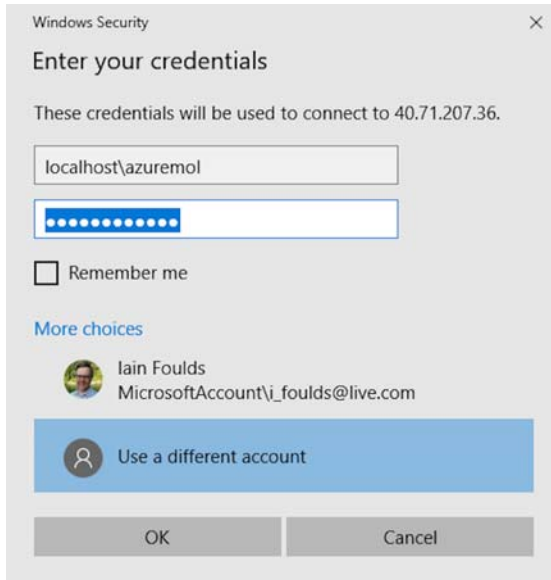 Windows Security
Enter your credentials
These credentials will be used to connect to 40.71.207.36.
localhost\azuremol
●●●●●●●●●●●●
Remember me
More choices
Iain Foulds
MicrosoftAccount\i_foulds@live.com
Use a different account
OK
Cancel